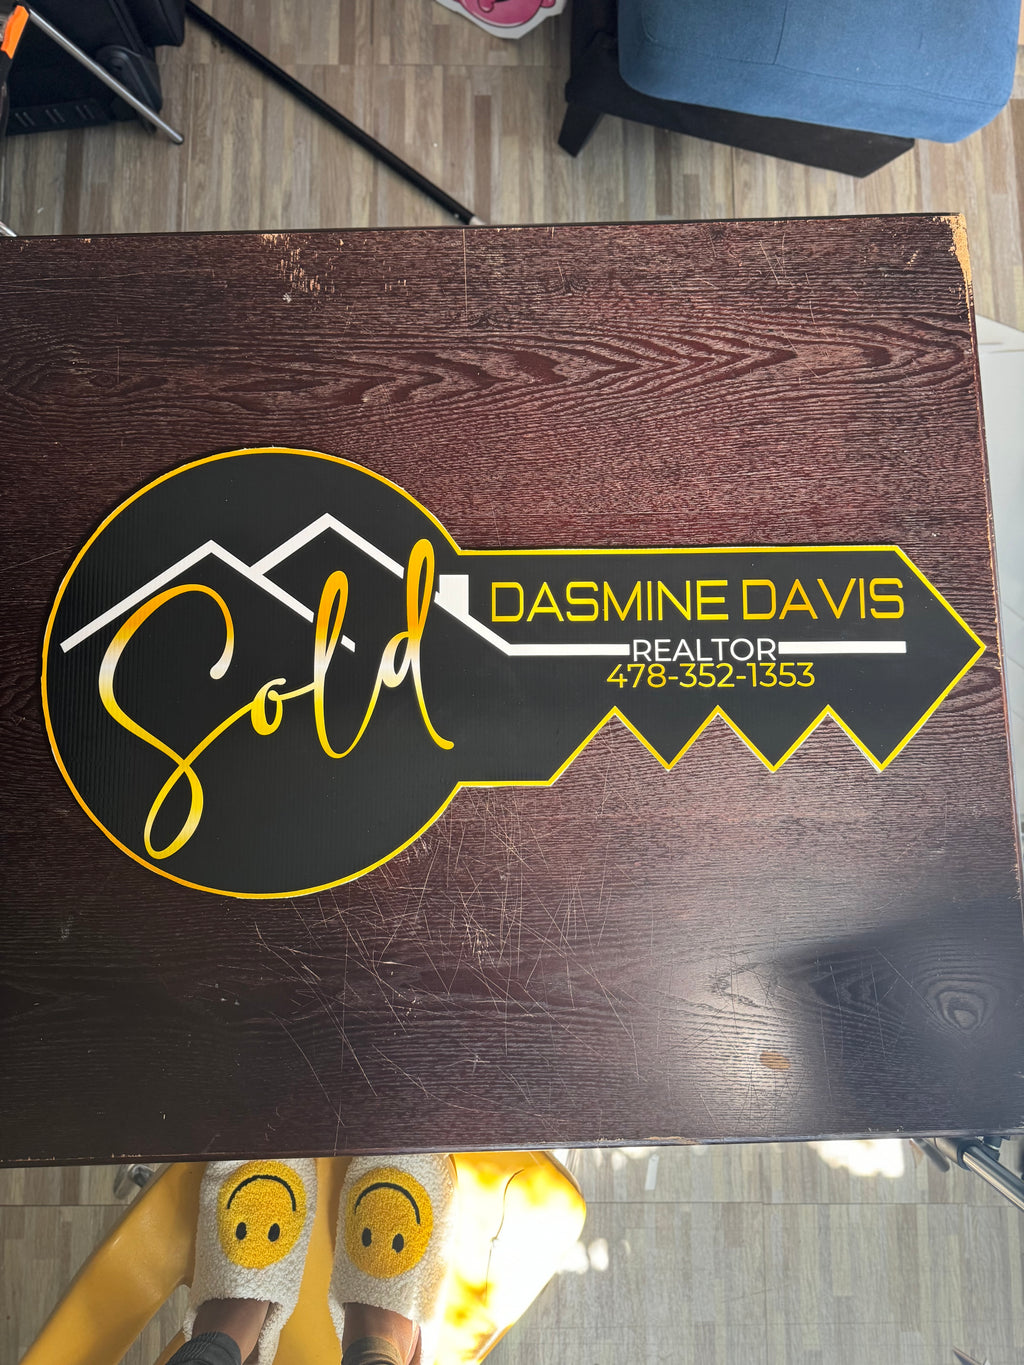 Sold
DASMINE DAVIS
REALTOR
478-352-1353